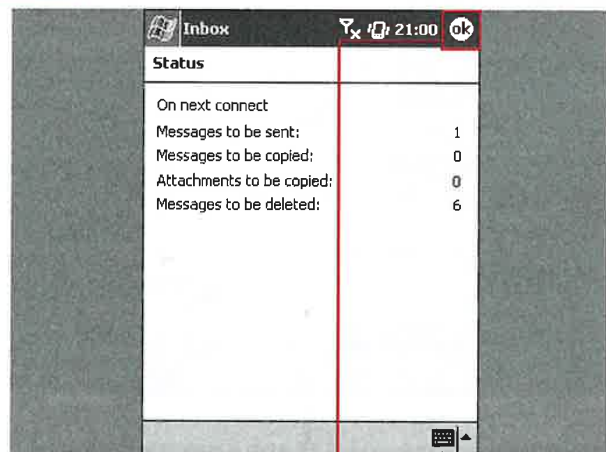 Inbox 21:00 ok
Status
On next connect
Messages to be sent: 1
Messages to be copied: 0
Attachments to be copied: 0
Messages to be deleted: 6